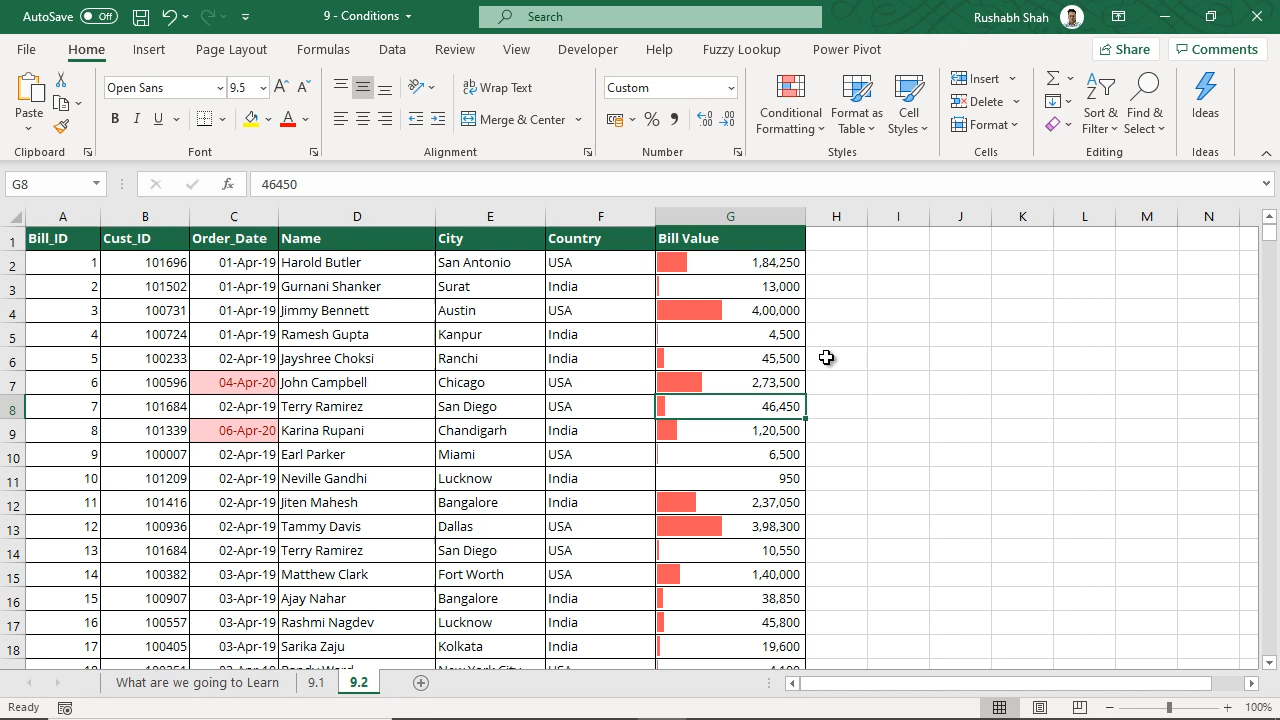 AutoSave Off 9 - Conditions Search Rushabh Shah
File Home Insert Page Layout Formulas Data Review View Developer Help Fuzzy Lookup Power Pivot Share Comments
Open Sans 9.5 Wrap Text Custom Insert
Paste B I U Merge & Center % Conditional Formatting Format as Table Cell Styles Delete Format Sort & Filter Find & Select Ideas
Clipboard Font Alignment Number Styles Cells Editing Ideas
G8 fx 46450
A B C D E F G H I J K L M N
1 Bill_ID Cust_ID Order_Date Name City Country Bill Value
2 1 101696 01-Apr-19 Harold Butler San Antonio USA 1,84,250
3 2 101502 01-Apr-19 Gurnani Shanker Surat India 13,000
4 3 100731 01-Apr-19 Jimmy Bennett Austin USA 4,00,000
5 4 100724 01-Apr-19 Ramesh Gupta Kanpur India 4,500
6 5 100233 02-Apr-19 Jayshree Choksi Ranchi India 45,500
7 6 100596 04-Apr-20 John Campbell Chicago USA 2,73,500
8 7 101684 02-Apr-19 Terry Ramirez San Diego USA 46,450
9 8 101339 06-Apr-20 Karina Rupani Chandigarh India 1,20,500
10 9 100007 02-Apr-19 Earl Parker Miami USA 6,500
11 10 101209 02-Apr-19 Neville Gandhi Lucknow India 950
12 11 101416 02-Apr-19 Jiten Mahesh Bangalore India 2,37,050
13 12 100936 02-Apr-19 Tammy Davis Dallas USA 3,98,300
14 13 101684 02-Apr-19 Terry Ramirez San Diego USA 10,550
15 14 100382 03-Apr-19 Matthew Clark Fort Worth USA 1,40,000
16 15 100907 03-Apr-19 Ajay Nahar Bangalore India 38,850
17 16 100557 03-Apr-19 Rashmi Nagdev Lucknow India 45,800
18 17 100405 03-Apr-19 Sarika Zaju Kolkata India 19,600
What are we going to Learn 9.1 9.2
Ready 100%